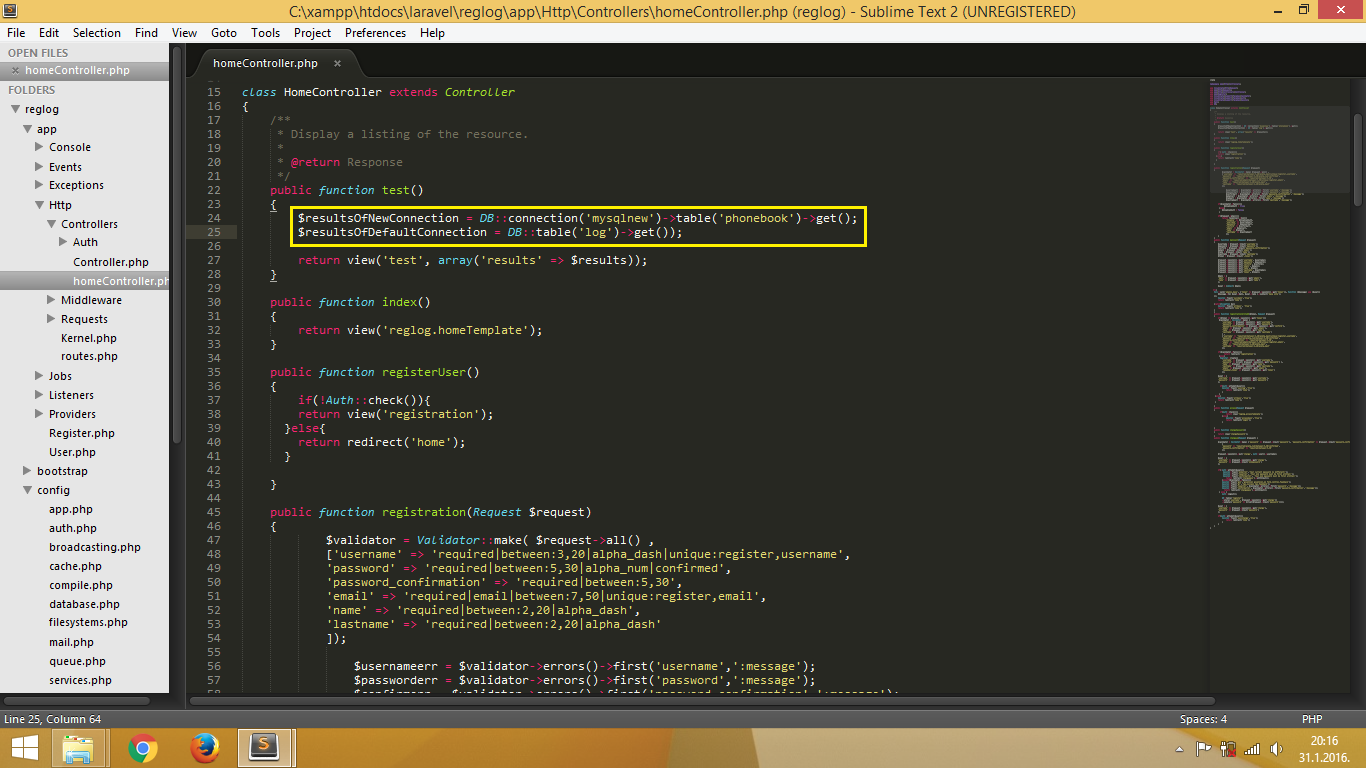 C:\xampp\htdocs\laravel\reglog\app\Http\Controllers\homeController.php (reglog) - Sublime Text 2 (UNREGISTERED)
File Edit Selection Find View Goto Tools Project Preferences Help
OPEN FILES
homeController.php
FOLDERS
reglog
app
Console
Events
Exceptions
Http
Controllers
Auth
Controller.php
homeController.ph
Middleware
Requests
Kernel.php
routes.php
Jobs
Listeners
Providers
Register.php
User.php
bootstrap
config
app.php
auth.php
broadcasting.php
cache.php
compile.php
database.php
filesystems.php
mail.php
queue.php
services.php
homeController.php
15 class HomeController extends Controller
16 {
17 /**
18 * Display a listing of the resource.
19 *
20 * @return Response
21 */
22 public function test()
23 {
24 $resultsOfNewConnection = DB::connection('mysqlnew')->table('phonebook')->get();
25 $resultsOfDefaultConnection = DB::table('log')->get());
26
27 return view('test', array('results' => $results));
28 }
29
30 public function index()
31 {
32 return view('reglog.homeTemplate');
33 }
34
35 public function registerUser()
36 {
37 if(!Auth::check()){
38 return view('registration');
39 }else{
40 return redirect('home');
41 }
42
43 }
44
45 public function registration(Request $request)
46 {
47 $validator = Validator::make( $request->all() ,
48 ['username' => 'required|between:3,20|alpha_dash|unique:register,username',
49 'password' => 'required|between:5,30|alpha_num|confirmed',
50 'password_confirmation' => 'required|between:5,30',
51 'email' => 'required|email|between:7,50|unique:register,email',
52 'name' => 'required|between:2,20|alpha_dash',
53 'lastname' => 'required|between:2,20|alpha_dash'
54 ]);
55
56 $usernameerr = $validator->errors()->first('username',':message');
57 $passworderr = $validator->errors()->first('password',':message');
Line 25, Column 64
Spaces: 4
PHP
20:16
31.1.2016.